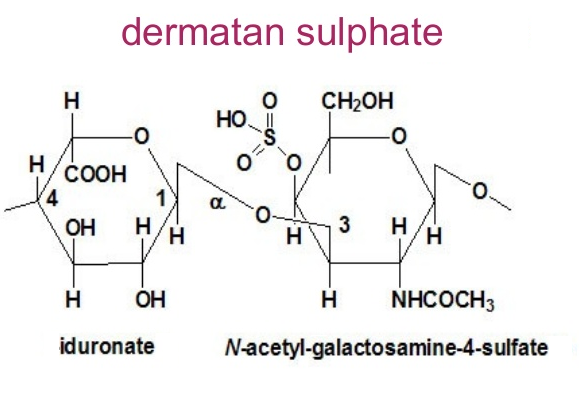 dermatan sulphate
H O HO O S O O CH₂OH O
H COOH
4 1 α O 3 O
OH H H H H H
H OH H NHCOCH₃
iduronate N-acetyl-galactosamine-4-sulfate